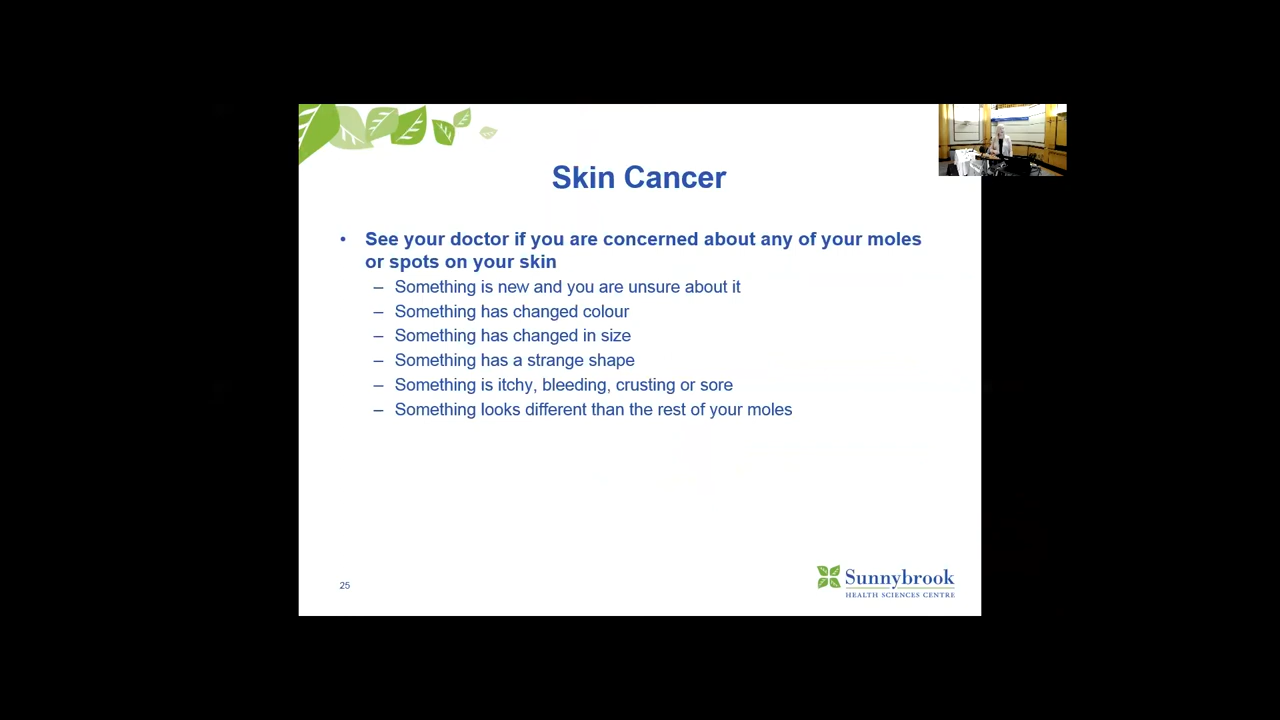 Skin Cancer
• See your doctor if you are concerned about any of your moles
or spots on your skin
– Something is new and you are unsure about it
– Something has changed colour
– Something has changed in size
– Something has a strange shape
– Something is itchy, bleeding, crusting or sore
– Something looks different than the rest of your moles
25
Sunnybrook
HEALTH SCIENCES CENTRE